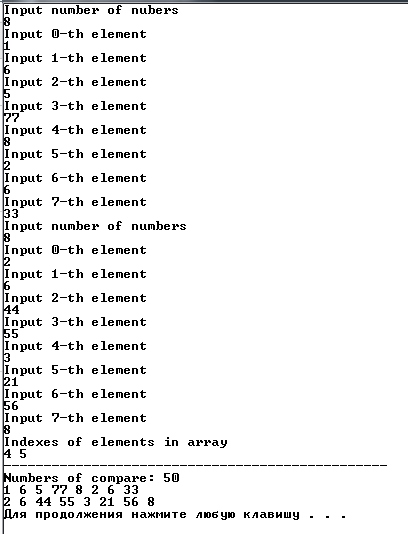 Input number of nubers
8
Input 0-th element
1
Input 1-th element
6
Input 2-th element
5
Input 3-th element
77
Input 4-th element
8
Input 5-th element
2
Input 6-th element
6
Input 7-th element
33
Input number of numbers
8
Input 0-th element
2
Input 1-th element
6
Input 2-th element
44
Input 3-th element
55
Input 4-th element
3
Input 5-th element
21
Input 6-th element
56
Input 7-th element
8
Indexes of elements in array
4 5
------------------------------------------------
Numbers of compare: 50
1 6 5 77 8 2 6 33
2 6 44 55 3 21 56 8
Для продолжения нажмите любую клавишу . . .